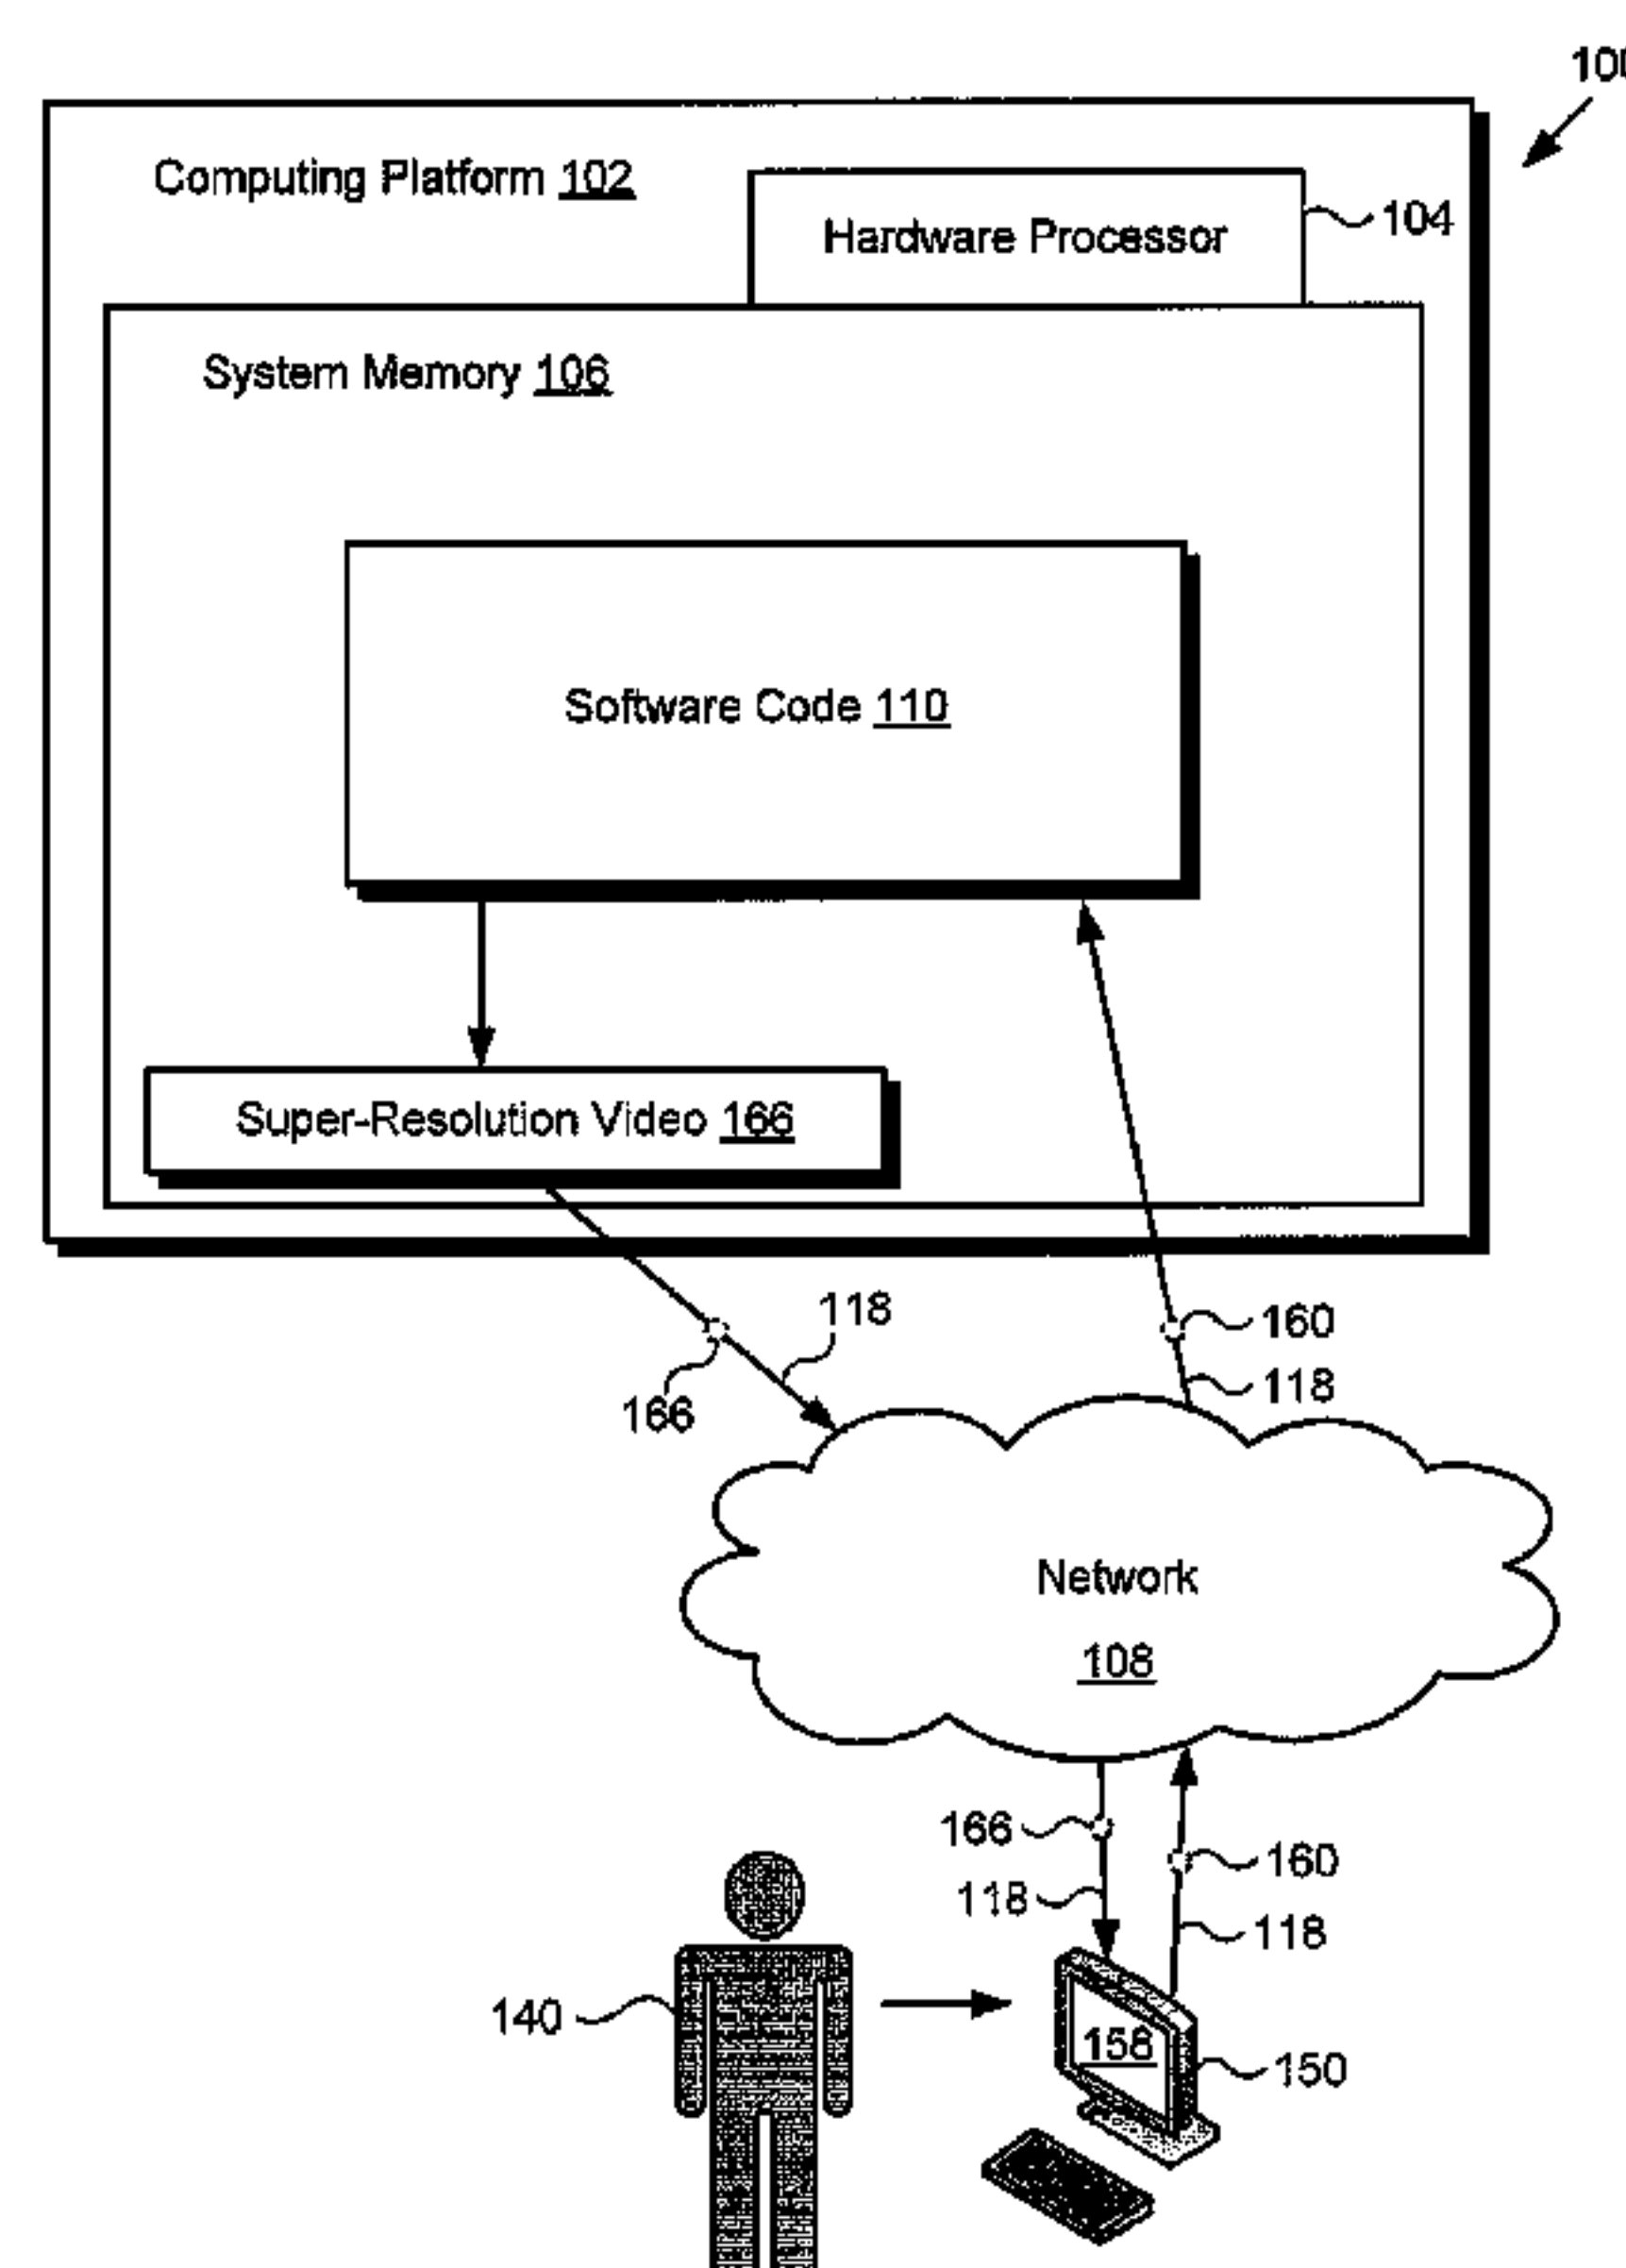 100
Computing Platform 102
Hardware Processor
104
System Memory 106
Software Code 110
Super-Resolution Video 166
118
160
166
118
Network
108
166
160
118
118
140
158
150